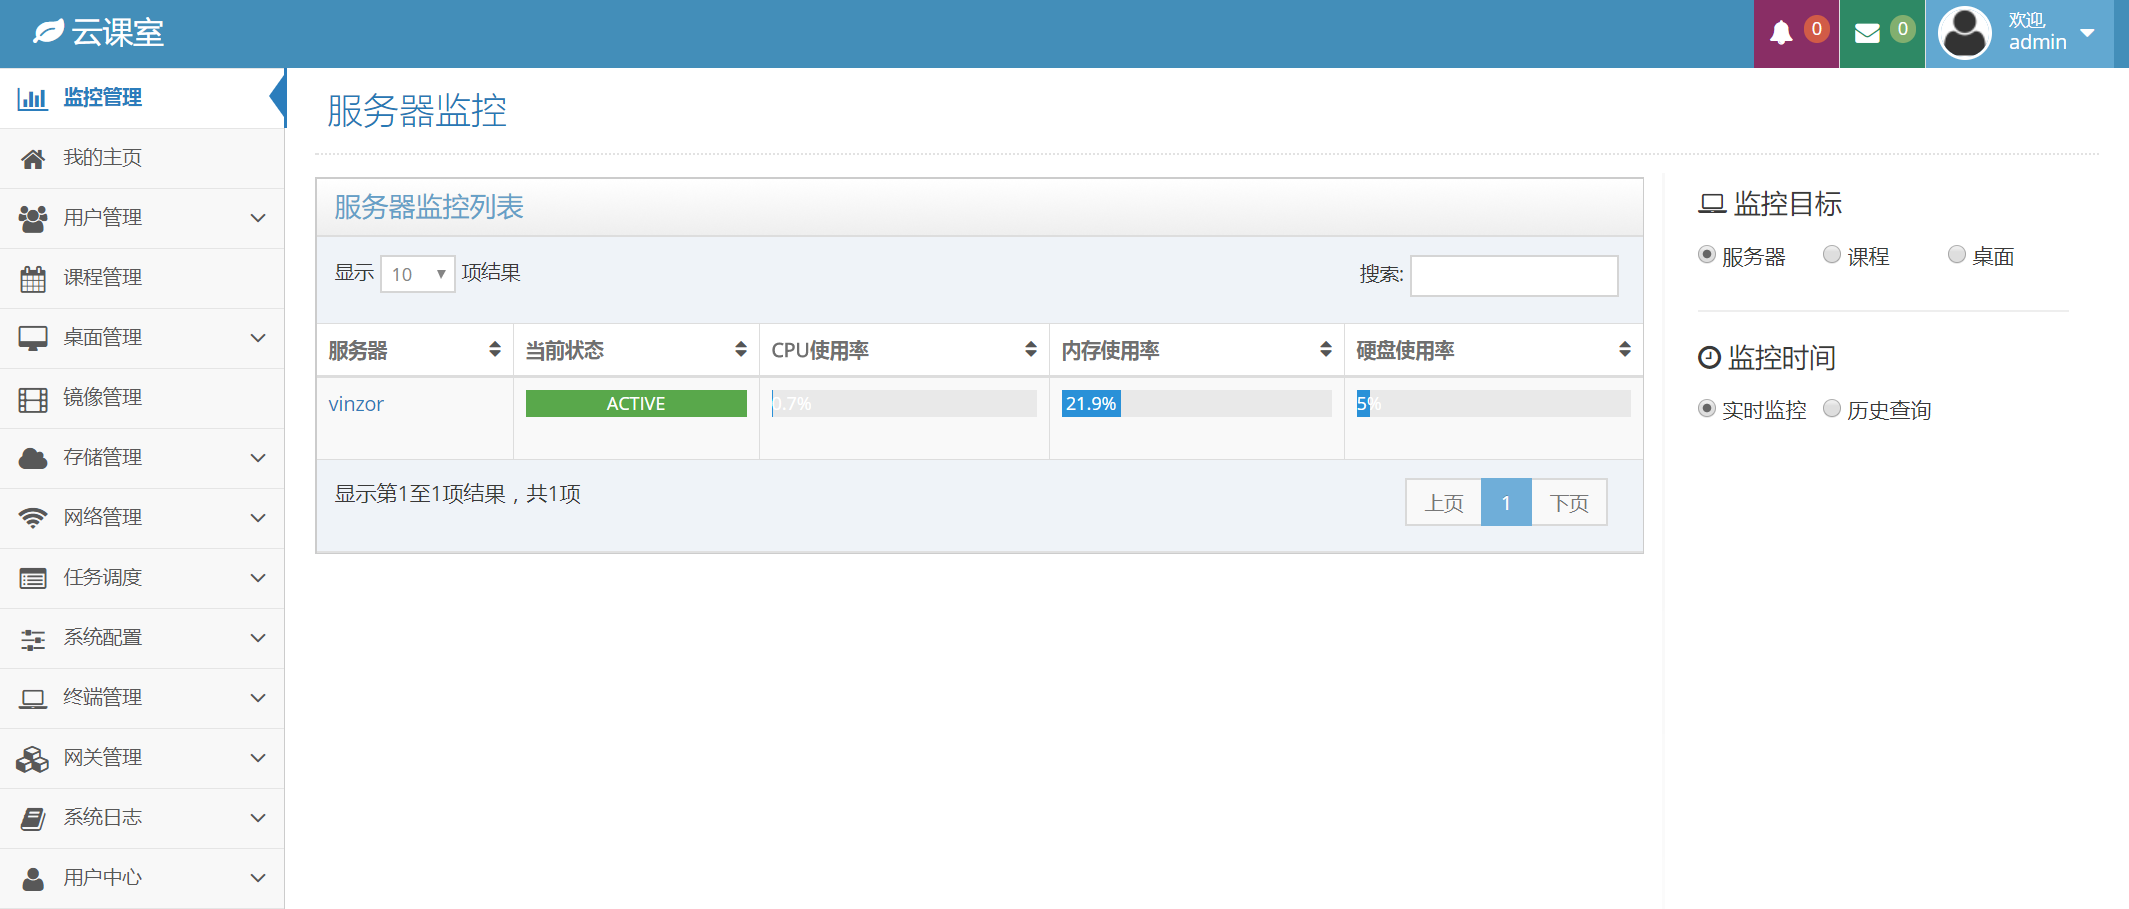 云课室
0
0
欢迎,
admin
监控管理
我的主页
用户管理
课程管理
桌面管理
镜像管理
存储管理
网络管理
任务调度
系统配置
终端管理
网关管理
系统日志
用户中心
服务器监控
服务器监控列表
显示 10 项结果
搜索:
服务器 当前状态 CPU使用率 内存使用率 硬盘使用率
vinzor ACTIVE 0.7% 21.9% 5%
显示第1至1项结果，共1项
上页 1 下页
监控目标
服务器 课程 桌面
监控时间
实时监控 历史查询